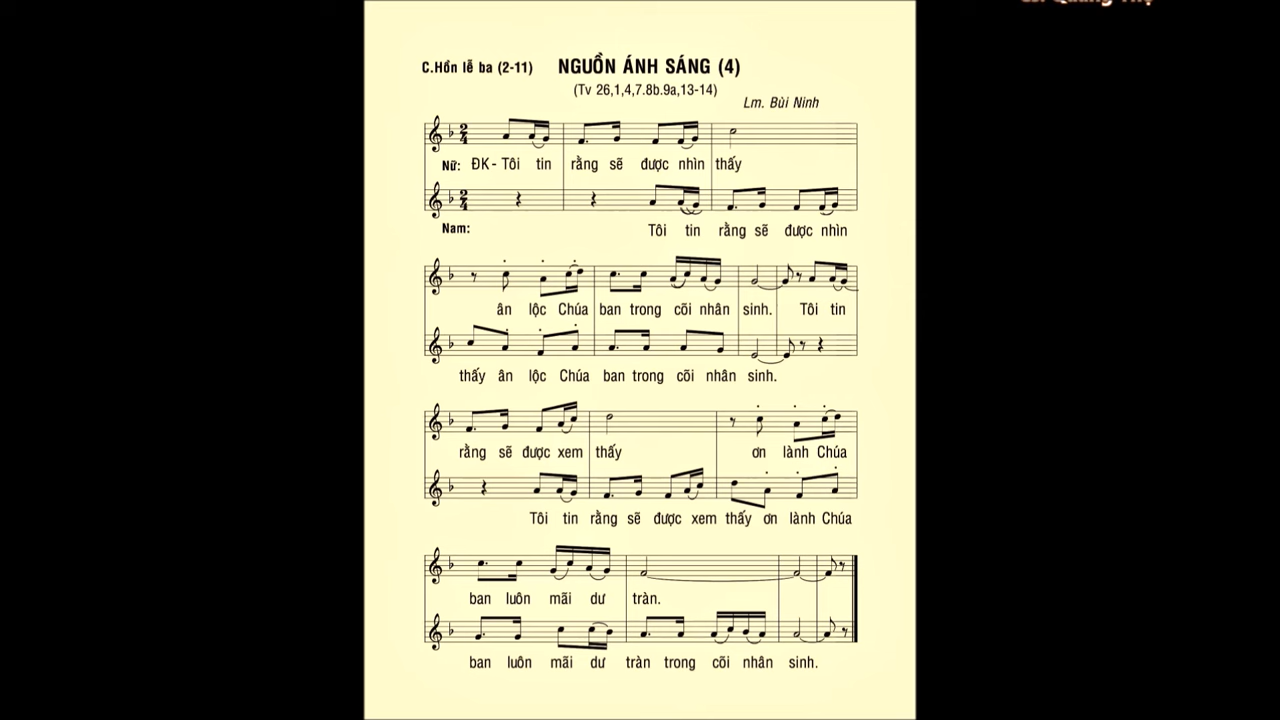 C.Hồn lễ ba (2-11) NGUỒN ÁNH SÁNG (4)
(Tv 26,1,4,7.8b.9a,13-14)
Lm. Bùi Ninh
Nữ: ĐK- Tôi tin rằng sẽ được nhìn thấy
Nam: Tôi tin rằng sẽ được nhìn
ân lộc Chúa ban trong cõi nhân sinh. Tôi tin
thấy ân lộc Chúa ban trong cõi nhân sinh.
rằng sẽ được xem thấy ơn lành Chúa
Tôi tin rằng sẽ được xem thấy ơn lành Chúa
ban luôn mãi dư tràn.
ban luôn mãi dư tràn trong cõi nhân sinh.